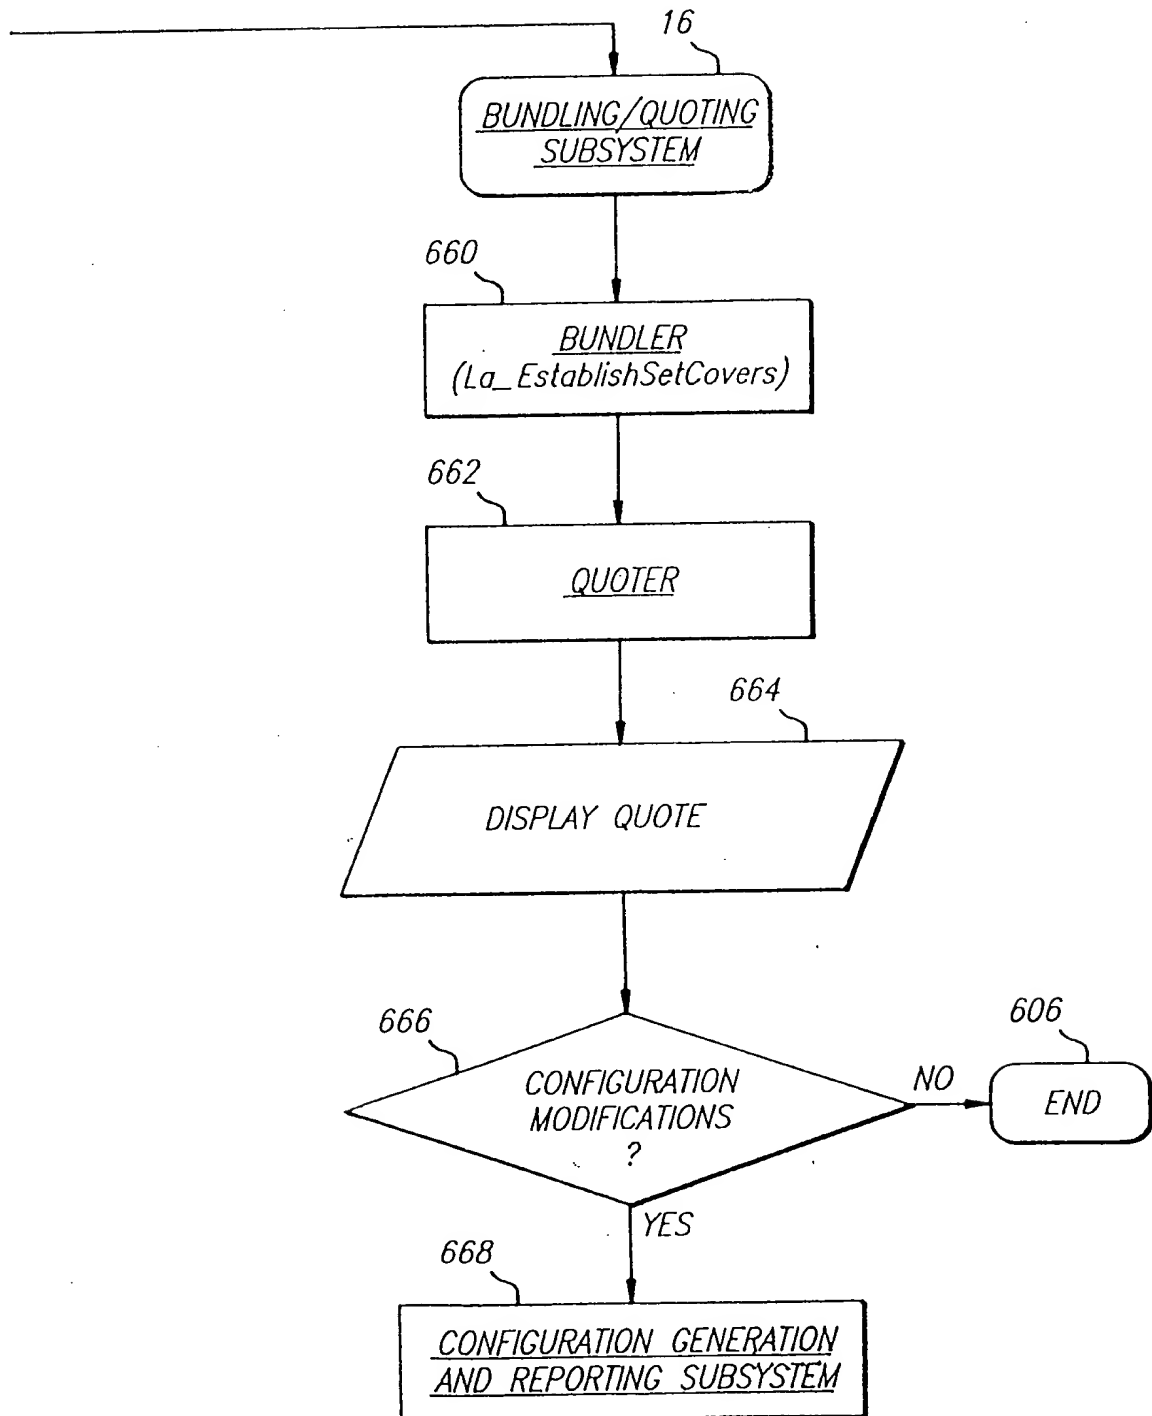 16
BUNDLING/QUOTING
SUBSYSTEM
660
BUNDLER
(La_EstablishSetCovers)
662
QUOTER
664
DISPLAY QUOTE
666
CONFIGURATION
MODIFICATIONS
?
NO
606
END
YES
668
CONFIGURATION GENERATION
AND REPORTING SUBSYSTEM